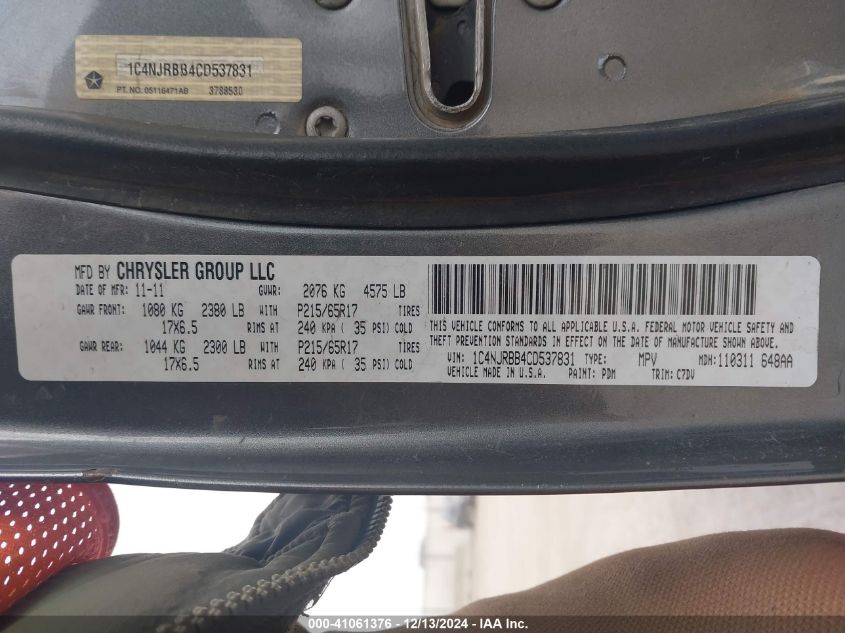 1C4NJRBB4CD537831
PT. NO. 05116471AB 3788530
MFD BY CHRYSLER GROUP LLC
DATE OF MFR: 11-11 GVWR: 2076 KG 4575 LB
GAWR FRONT: 1080 KG 2380 LB WITH P215/65R17 TIRES
17X6.5 RIMS AT 240 KPA ( 35 PSI) COLD
GAWR REAR: 1044 KG 2300 LB WITH P215/65R17 TIRES
17X6.5 RIMS AT 240 KPA ( 35 PSI) COLD
THIS VEHICLE CONFORMS TO ALL APPLICABLE U.S.A. FEDERAL MOTOR VEHICLE SAFETY AND
THEFT PREVENTION STANDARDS IN EFFECT ON THE DATE OF MANUFACTURE SHOWN ABOVE.
VIN: 1C4NJRBB4CD537831 TYPE: MPV MDH: 110311 648AA
VEHICLE MADE IN U.S.A. PAINT: PDM TRIM: C7DV
000-41061376 - 12/13/2024 - IAA Inc.